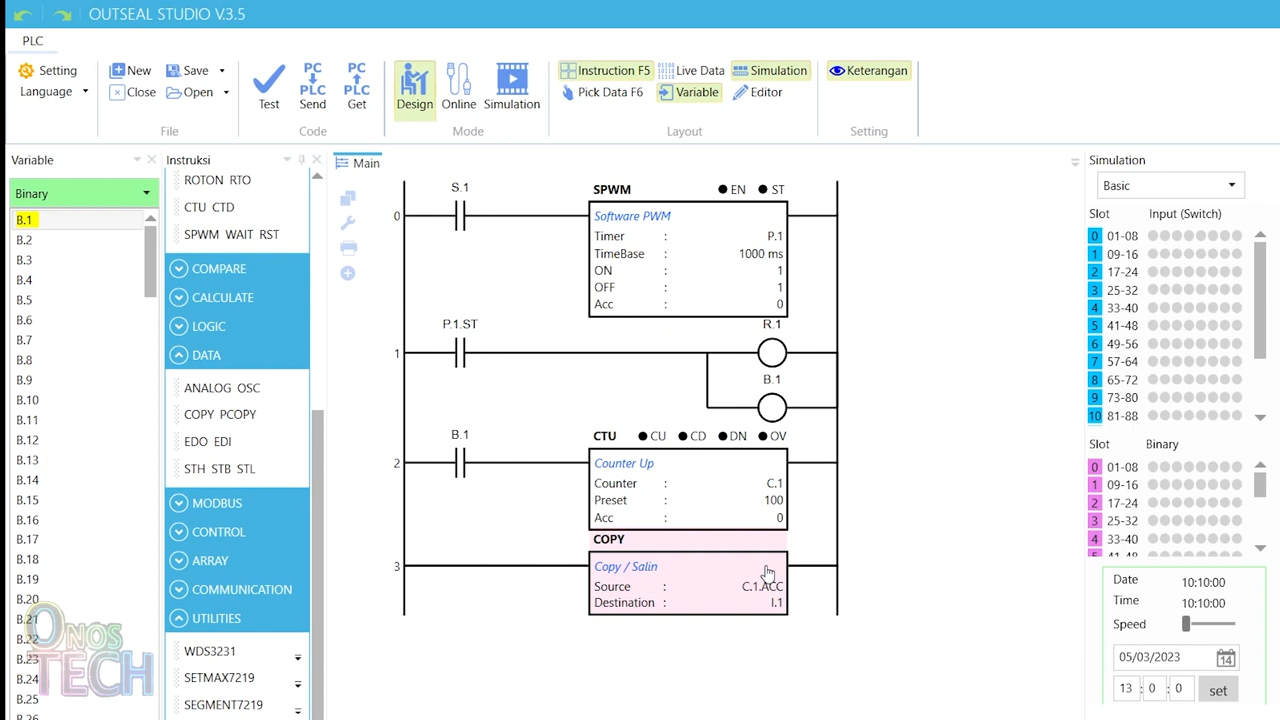 OUTSEAL STUDIO V.3.5
PLC
Setting
Language
New
Save
Close
Open
File
Test
PC
PLC
Send
PC
PLC
Get
Code
Design
Online
Simulation
Mode
Instruction F5
Live Data
Simulation
Pick Data F6
Variable
Editor
Layout
Keterangan
Setting
Variable
Binary
B.1
B.2
B.3
B.4
B.5
B.6
B.7
B.8
B.9
B.10
B.11
B.12
B.13
B.14
B.15
B.16
B.17
B.18
B.19
B.20
B.21
B.22
B.23
B.24
B.25
B.26
ONOS
TECH
Instruksi
ROTON RTO
CTU CTD
SPWM WAIT RST
COMPARE
CALCULATE
LOGIC
DATA
ANALOG OSC
COPY PCOPY
EDO EDI
STH STB STL
MODBUS
CONTROL
ARRAY
COMMUNICATION
UTILITIES
WDS3231
SETMAX7219
SEGMENT7219
Main
0
S.1
SPWM
EN
ST
Software PWM
Timer : P.1
TimeBase : 1000 ms
ON : 1
OFF : 1
Acc : 0
1
P.1.ST
R.1
B.1
2
B.1
CTU
CU
CD
DN
OV
Counter Up
Counter : C.1
Preset : 100
Acc : 0
3
COPY
Copy / Salin
Source : C.1.ACC
Destination : I.1
Simulation
Basic
Slot Input (Switch)
0 01-08
1 09-16
2 17-24
3 25-32
4 33-40
5 41-48
6 49-56
7 57-64
8 65-72
9 73-80
10 81-88
Slot Binary
0 01-08
1 09-16
2 17-24
3 25-32
4 33-40
5 41-48
Date 10:10:00
Time 10:10:00
Speed
05/03/2023
14
13 : 0 : 0 set